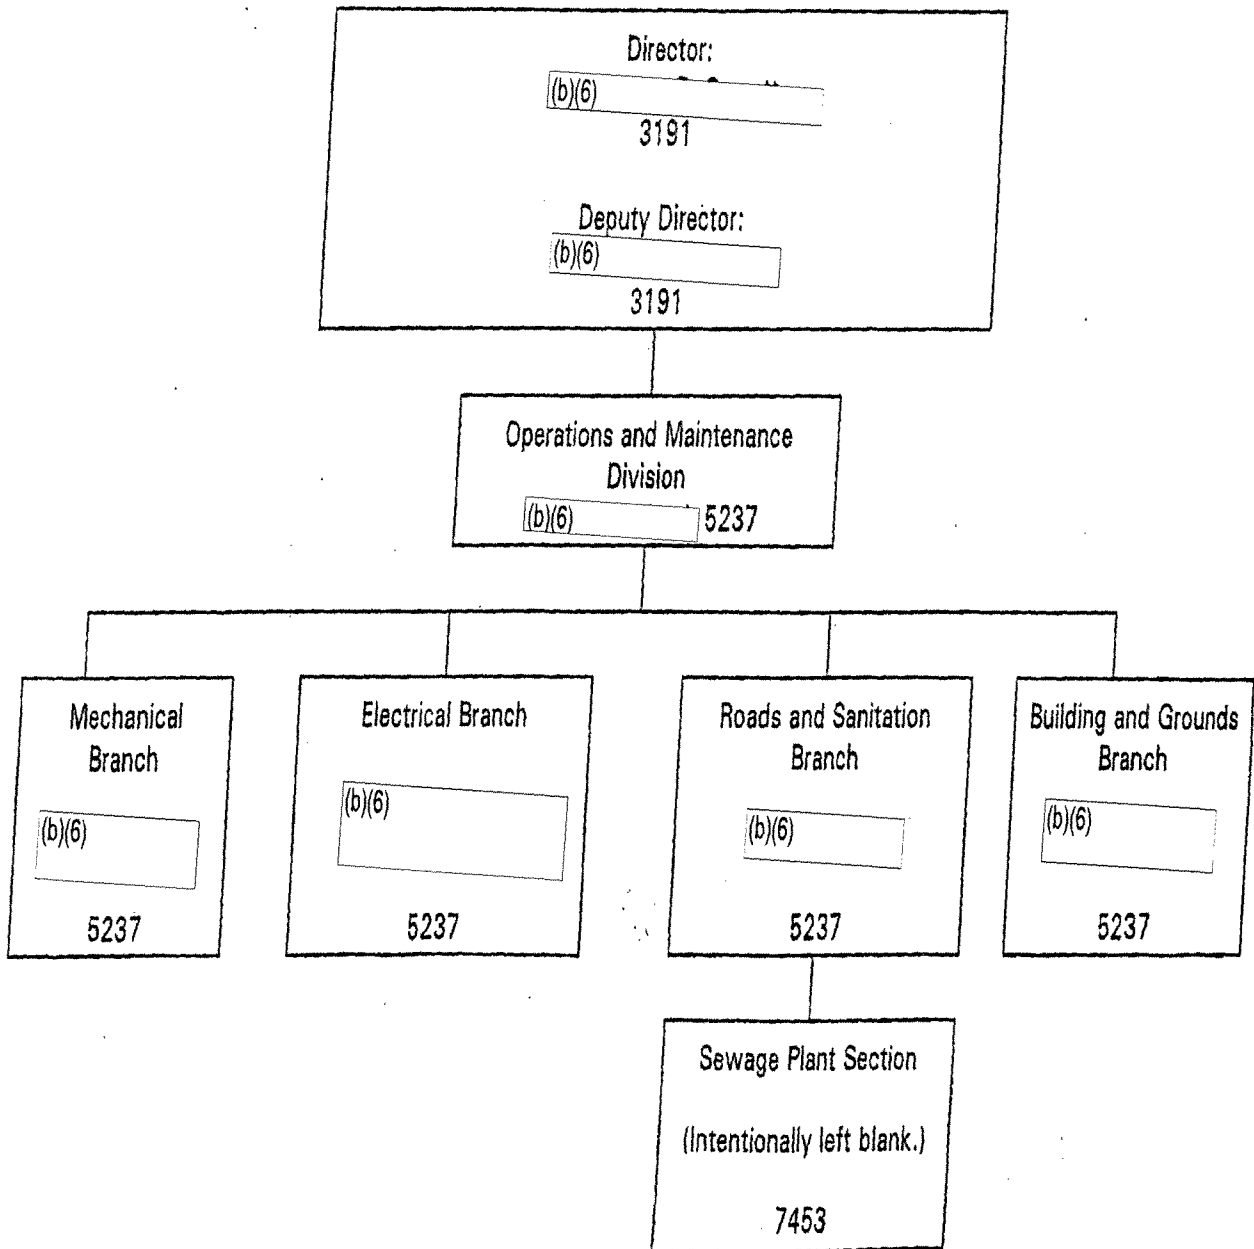 Director:
(b)(6)
3191
Deputy Director:
(b)(6)
3191
Operations and Maintenance
Division
(b)(6) 5237
Mechanical
Branch
(b)(6)
5237
Electrical Branch
(b)(6)
5237
Roads and Sanitation
Branch
(b)(6)
5237
Building and Grounds
Branch
(b)(6)
5237
Sewage Plant Section
(Intentionally left blank.)
7453